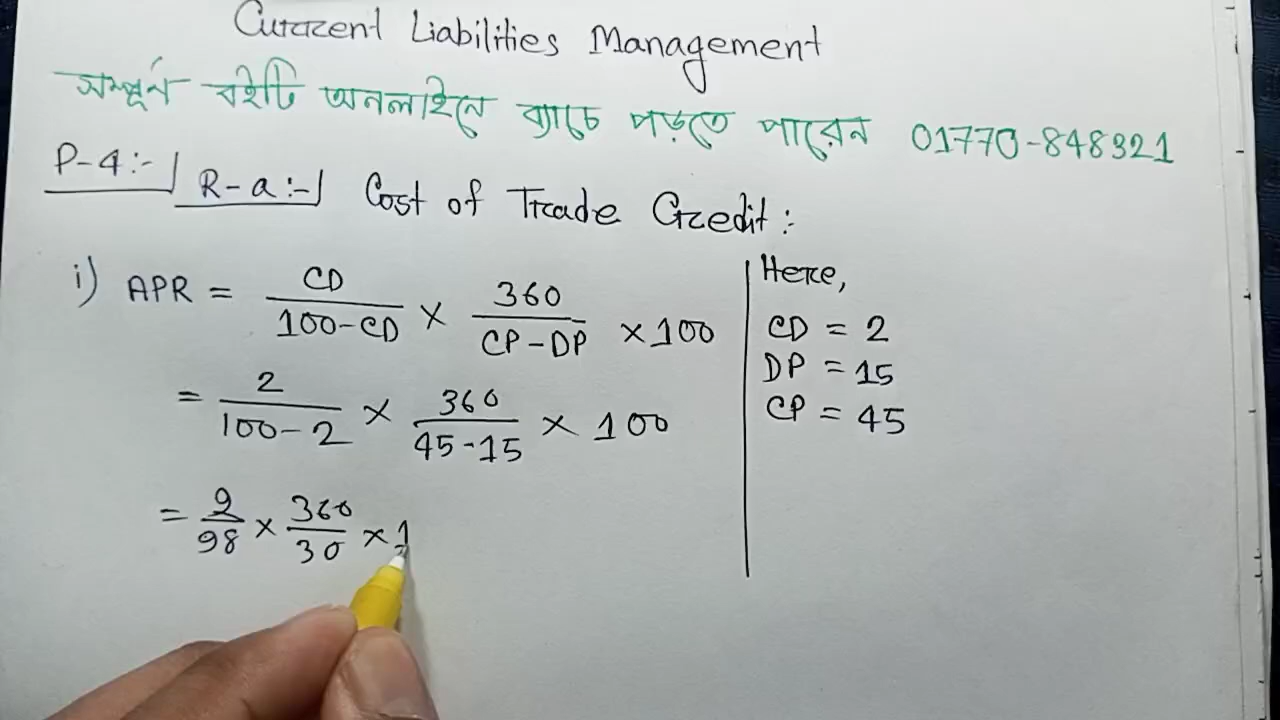 Current Liabilities Management
সম্পূর্ন বইটি অনলাইনে ব্যাচে পড়তে পারেন 01770-848321
P-4:-
R-a:- Cost of Trade Credit:
i) APR = CD / 100-CD × 360 / CP-DP × 100
= 2 / 100-2 × 360 / 45-15 × 100
= 2 / 98 × 360 / 30 × 1
Here,
CD = 2
DP = 15
CP = 45